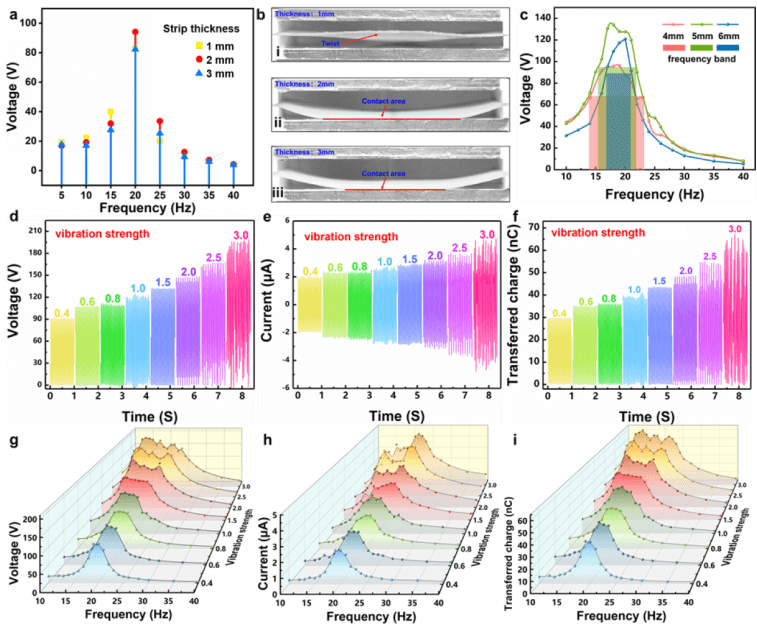 a
Strip thickness
1 mm
2 mm
3 mm
100
80
60
40
20
0
Voltage (V)
5 10 15 20 25 30 35 40
Frequency (Hz)
b
Thickness: 1mm
Twist
i
Thickness: 2mm
Contact area
ii
Thickness: 3mm
Contact area
iii
c
4mm 5mm 6mm
frequency band
140
120
100
80
60
40
20
0
Voltage (V)
10 15 20 25 30 35 40
Frequency (Hz)
d
vibration strength
0.4 0.6 0.8 1.0 1.5 2.0 2.5 3.0
210
180
150
120
90
60
30
0
Voltage (V)
0 1 2 3 4 5 6 7 8
Time (S)
e
vibration strength
0.4 0.6 0.8 1.0 1.5 2.0 2.5 3.0
6
4
2
0
-2
-4
-6
Current (μA)
0 1 2 3 4 5 6 7 8
Time (S)
f
vibration strength
0.4 0.6 0.8 1.0 1.5 2.0 2.5 3.0
70
60
50
40
30
20
10
0
Transferred charge (nC)
0 1 2 3 4 5 6 7 8
Time (S)
g
200
150
100
50
0
Voltage (V)
10 15 20 25 30 35 40
Frequency (Hz)
0.4 0.6 0.8 1.0 1.5 2.0 2.5 3.0
Vibration strength
h
5
4
3
2
1
0
Current (μA)
10 15 20 25 30 35 40
Frequency (Hz)
0.4 0.6 0.8 1.0 1.5 2.0 2.5 3.0
Vibration strength
i
60
50
40
30
20
10
0
Transferred charge (nC)
10 15 20 25 30 35 40
Frequency (Hz)
0.4 0.6 0.8 1.0 1.5 2.0 2.5 3.0
Vibration strength